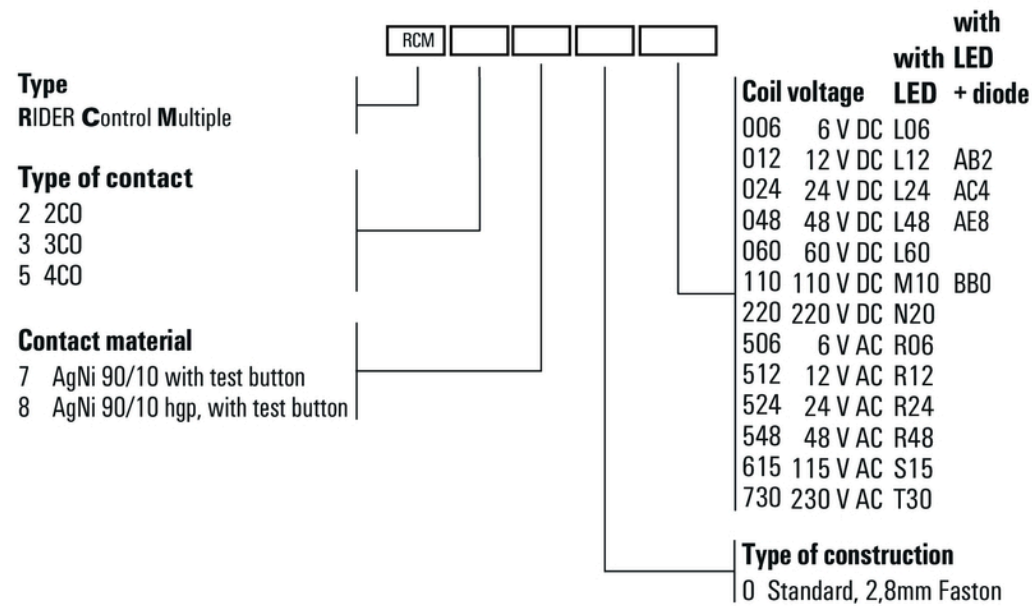 RCM
Type
RIDER Control Multiple
Type of contact
2 2CO
3 3CO
5 4CO
Contact material
7 AgNi 90/10 with test button
8 AgNi 90/10 hgp, with test button
with
with LED
Coil voltage LED + diode
006 6 V DC L06
012 12 V DC L12 AB2
024 24 V DC L24 AC4
048 48 V DC L48 AE8
060 60 V DC L60
110 110 V DC M10 BB0
220 220 V DC N20
506 6 V AC R06
512 12 V AC R12
524 24 V AC R24
548 48 V AC R48
615 115 V AC S15
730 230 V AC T30
Type of construction
0 Standard, 2,8mm Faston